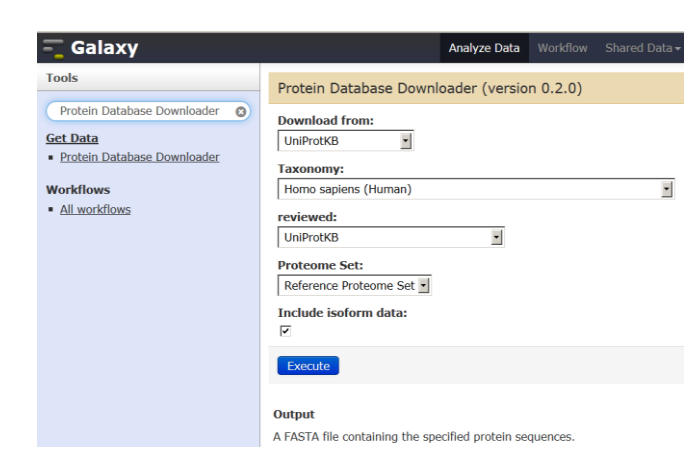 Galaxy
Analyze Data Workflow Shared Data
Tools
Protein Database Downloader
Get Data
Protein Database Downloader
Workflows
All workflows
Protein Database Downloader (version 0.2.0)
Download from:
UniProtKB
Taxonomy:
Homo sapiens (Human)
reviewed:
UniProtKB
Proteome Set:
Reference Proteome Set
Include isoform data:
Execute
Output
A FASTA file containing the specified protein sequences.